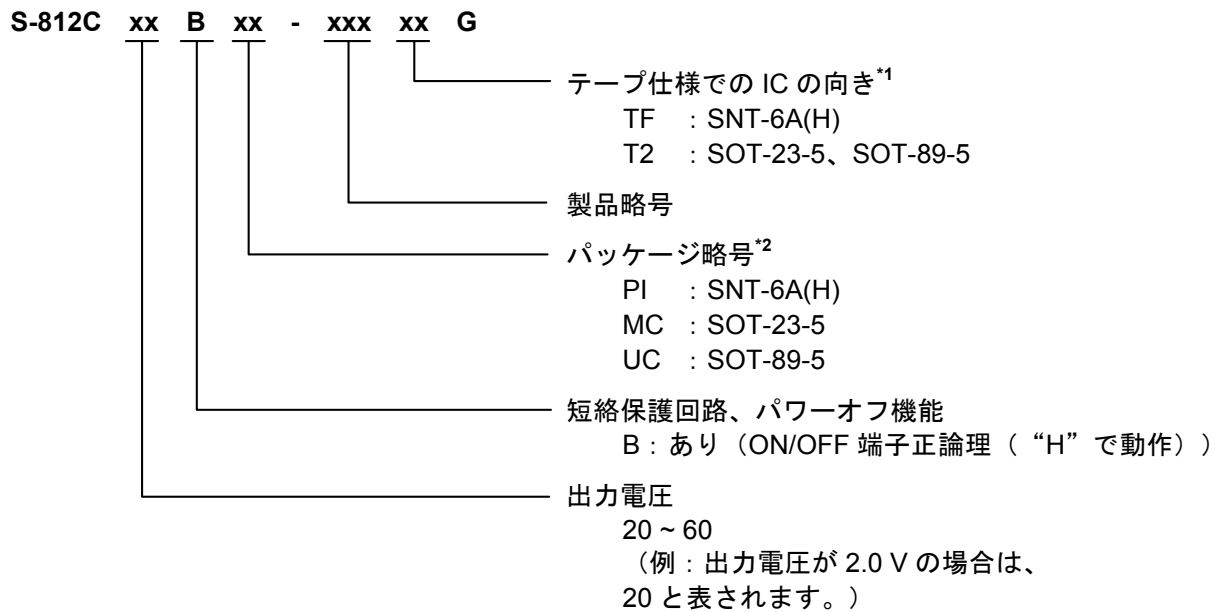 S-812C xx B xx - xxx xx G
テープ仕様での IC の向き*1
TF : SNT-6A(H)
T2 : SOT-23-5、SOT-89-5
製品略号
パッケージ略号*2
PI : SNT-6A(H)
MC : SOT-23-5
UC : SOT-89-5
短絡保護回路、パワーオフ機能
B：あり（ON/OFF 端子正論理（“H”で動作））
出力電圧
20 ~ 60
（例：出力電圧が 2.0 V の場合は、
20 と表されます。）